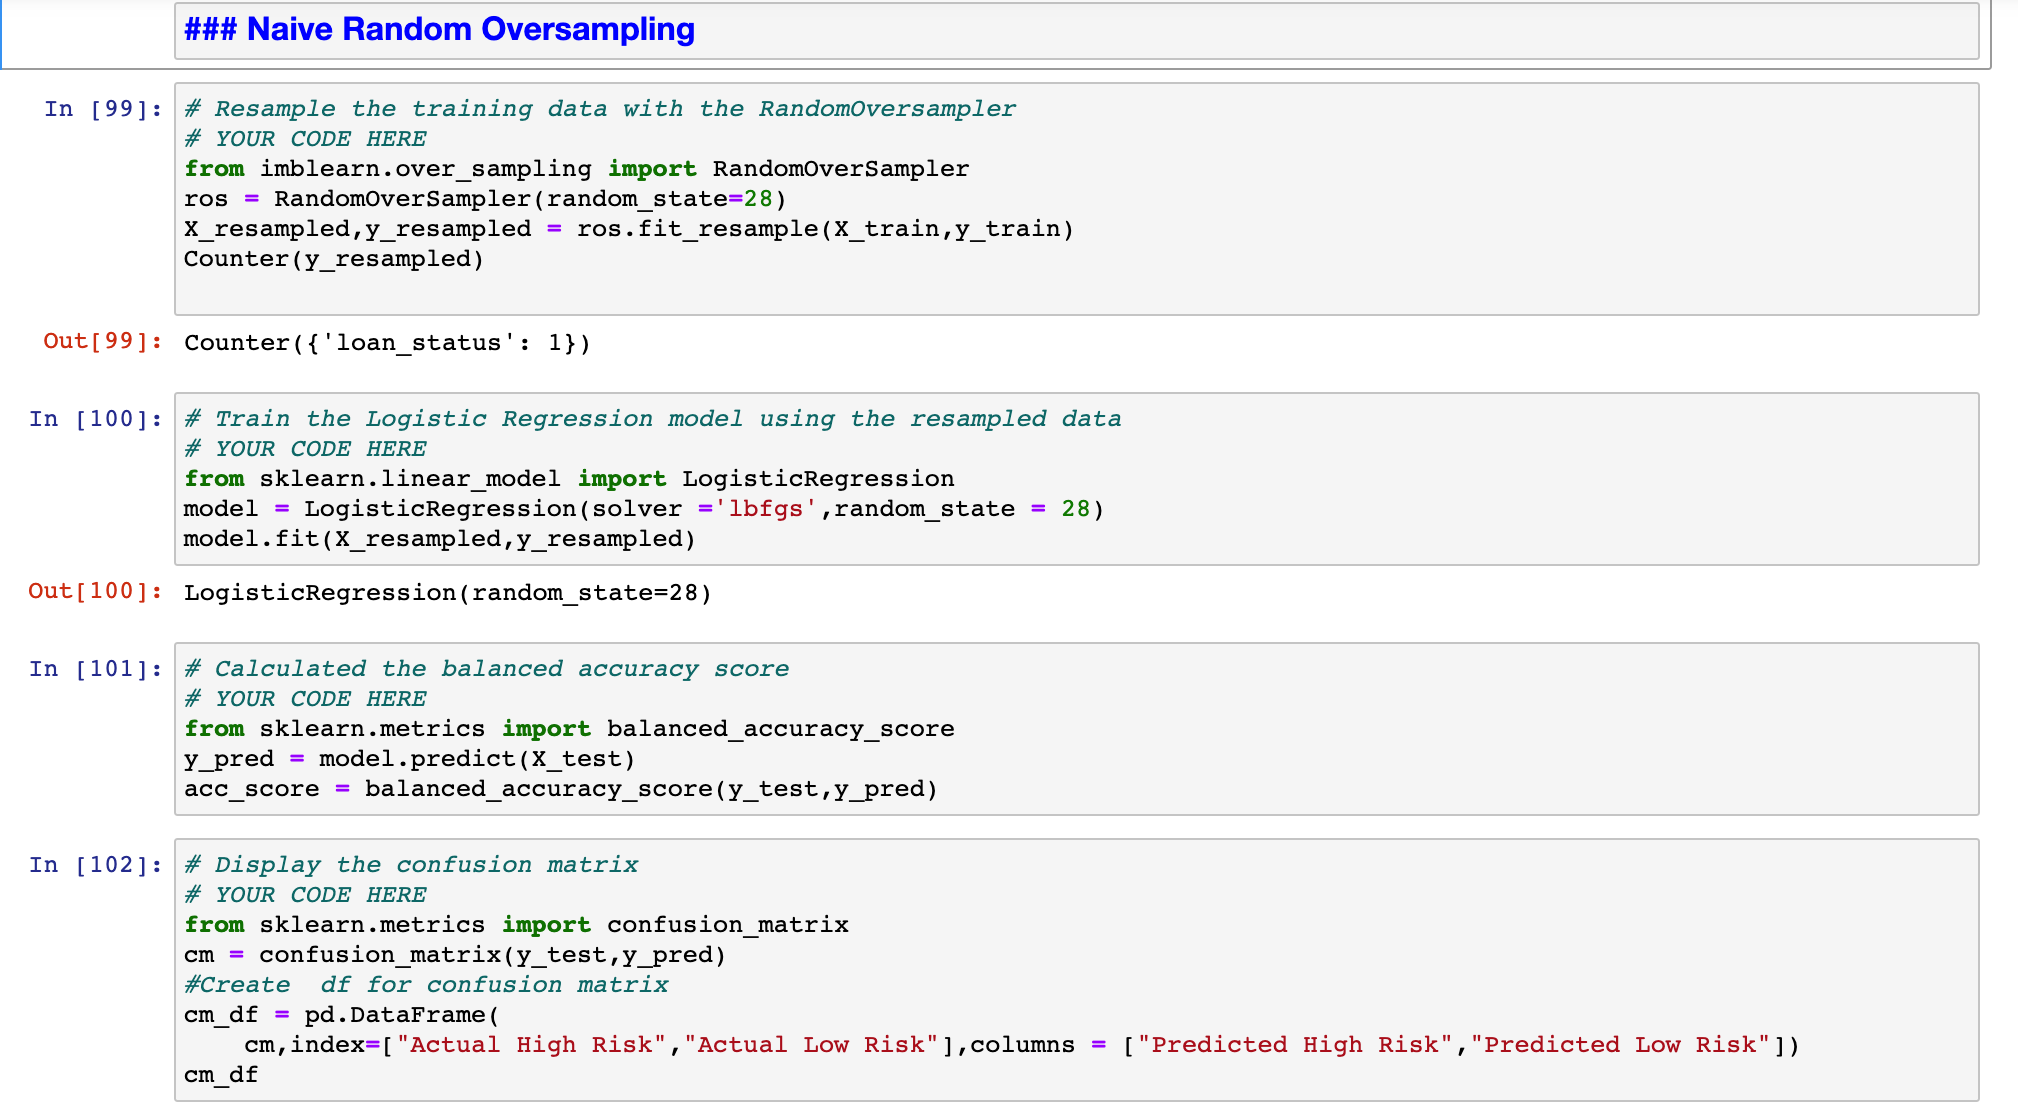 ### Naive Random Oversampling
In [99]:
# Resample the training data with the RandomOversampler
# YOUR CODE HERE
from imblearn.over_sampling import RandomOverSampler
ros = RandomOverSampler(random_state=28)
X_resampled,y_resampled = ros.fit_resample(X_train,y_train)
Counter(y_resampled)
Out[99]: Counter({'loan_status': 1})
In [100]:
# Train the Logistic Regression model using the resampled data
# YOUR CODE HERE
from sklearn.linear_model import LogisticRegression
model = LogisticRegression(solver ='lbfgs',random_state = 28)
model.fit(X_resampled,y_resampled)
Out[100]: LogisticRegression(random_state=28)
In [101]:
# Calculated the balanced accuracy score
# YOUR CODE HERE
from sklearn.metrics import balanced_accuracy_score
y_pred = model.predict(X_test)
acc_score = balanced_accuracy_score(y_test,y_pred)
In [102]:
# Display the confusion matrix
# YOUR CODE HERE
from sklearn.metrics import confusion_matrix
cm = confusion_matrix(y_test,y_pred)
#Create  df for confusion matrix
cm_df = pd.DataFrame(
    cm,index=["Actual High Risk","Actual Low Risk"],columns = ["Predicted High Risk","Predicted Low Risk"])
cm_df